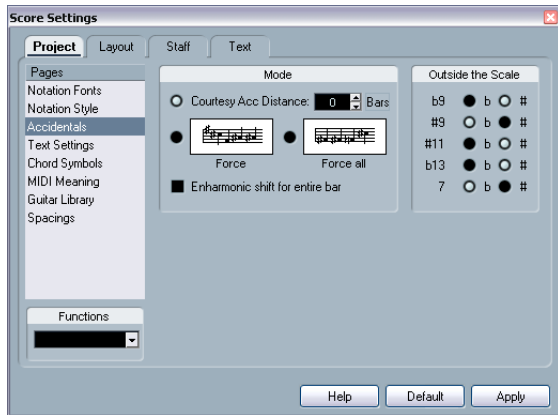 Score Settings
Project Layout Staff Text
Pages
Notation Fonts
Notation Style
Accidentals
Text Settings
Chord Symbols
MIDI Meaning
Guitar Library
Spacings
Functions
Mode
Courtesy Acc Distance: 0 Bars
Force Force all
Enharmonic shift for entire bar
Outside the Scale
b9 b #
#9 b #
#11 b #
b13 b #
7 b #
Help Default Apply